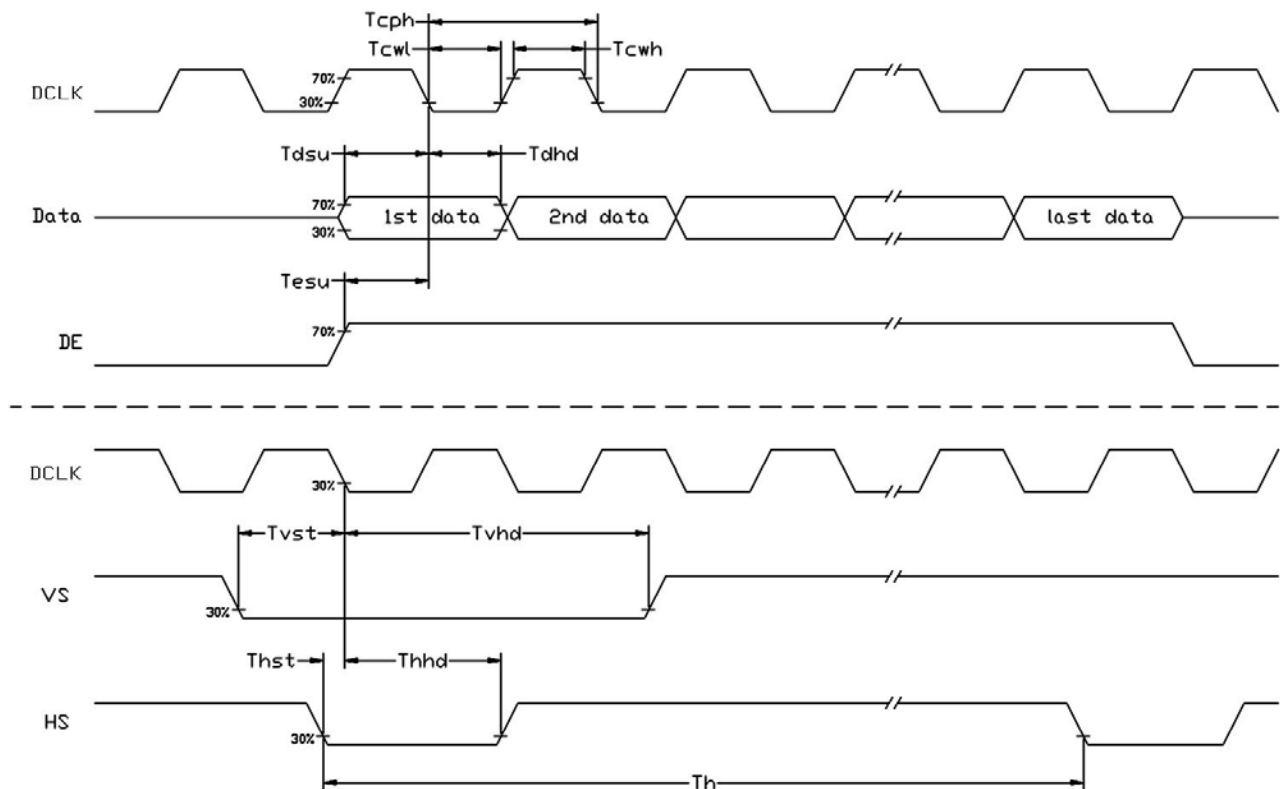 Tcph
Tcwl Tcwh
70%
DCLK
30%
Tdsu Tdhd
70%
Data 1st data 2nd data last data
30%
Tesu
70%
DE
DCLK
30%
Tvst Tvhd
VS
30%
Thst Thhd
HS
30%
Th